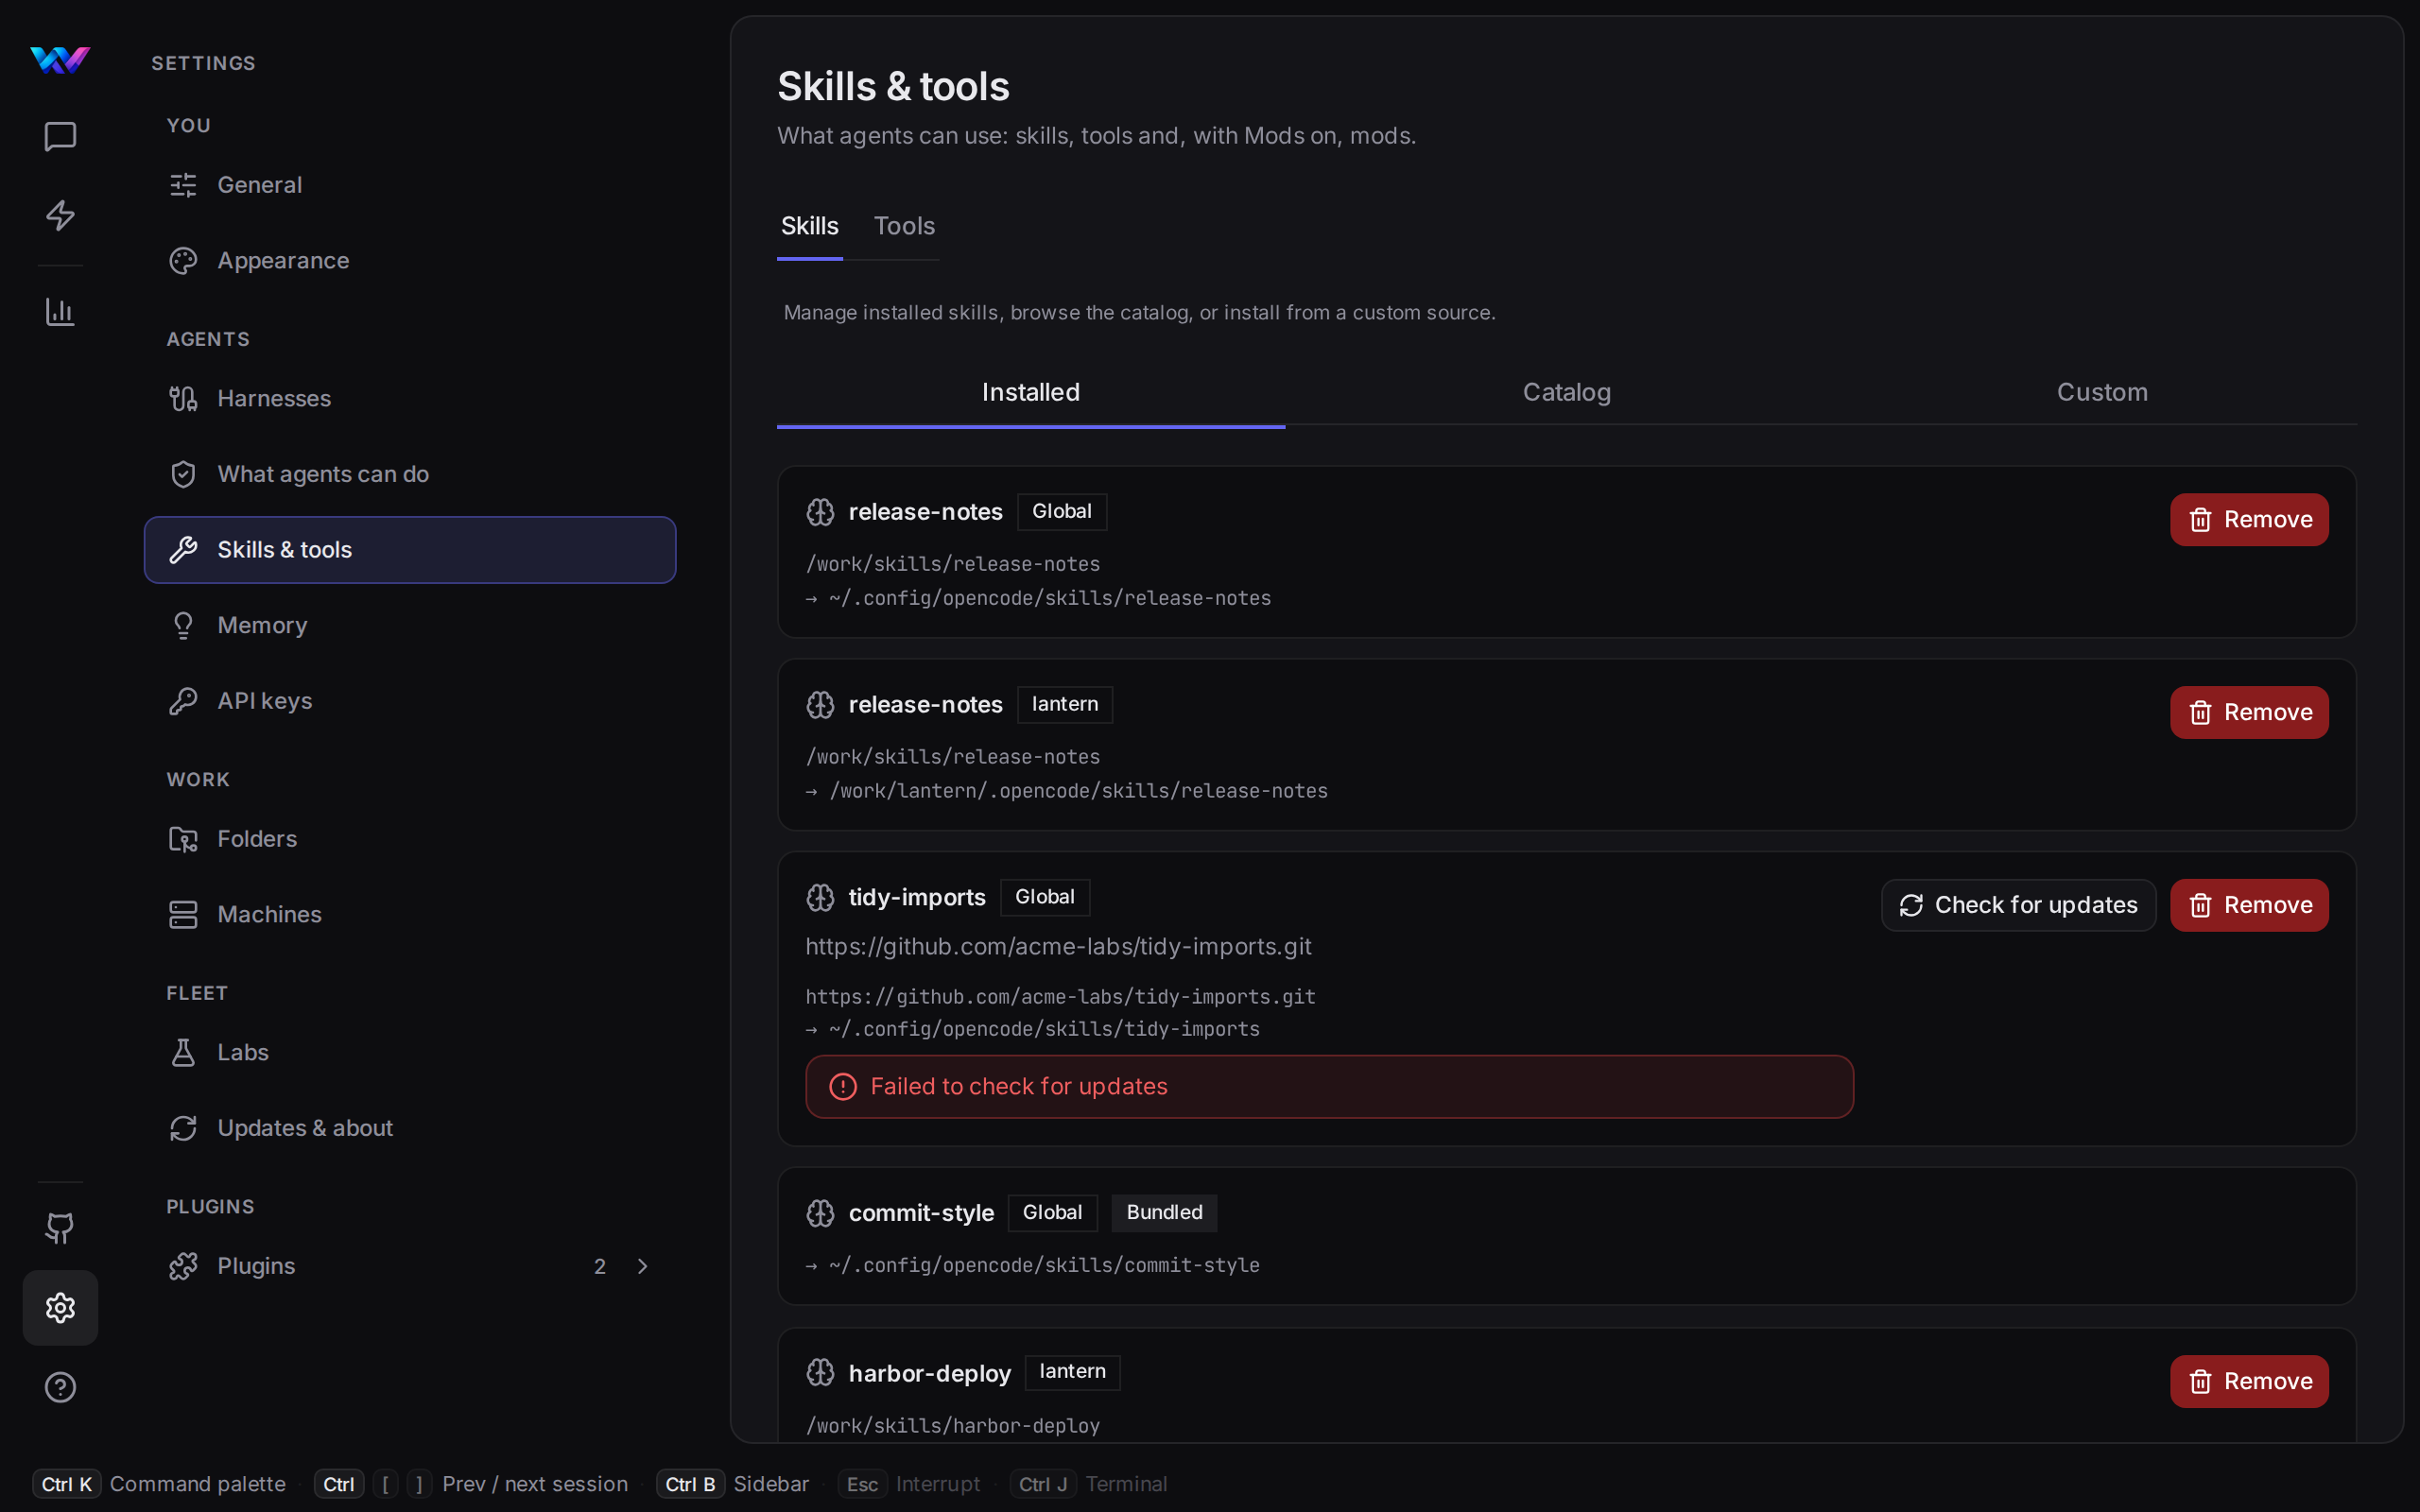 SETTINGS
YOU
General
Appearance
AGENTS
Harnesses
What agents can do
Skills & tools
Memory
API keys
WORK
Folders
Machines
FLEET
Labs
Updates & about
PLUGINS
Plugins 2
Skills & tools
What agents can use: skills, tools and, with Mods on, mods.
Skills Tools
Manage installed skills, browse the catalog, or install from a custom source.
Installed Catalog Custom
release-notes Global Remove
/work/skills/release-notes
→ ~/.config/opencode/skills/release-notes
release-notes lantern Remove
/work/skills/release-notes
→ /work/lantern/.opencode/skills/release-notes
tidy-imports Global Check for updates Remove
https://github.com/acme-labs/tidy-imports.git
https://github.com/acme-labs/tidy-imports.git
→ ~/.config/opencode/skills/tidy-imports
Failed to check for updates
commit-style Global Bundled
→ ~/.config/opencode/skills/commit-style
harbor-deploy lantern Remove
/work/skills/harbor-deploy
Ctrl K Command palette · Ctrl [ ] Prev / next session · Ctrl B Sidebar · Esc Interrupt · Ctrl J Terminal